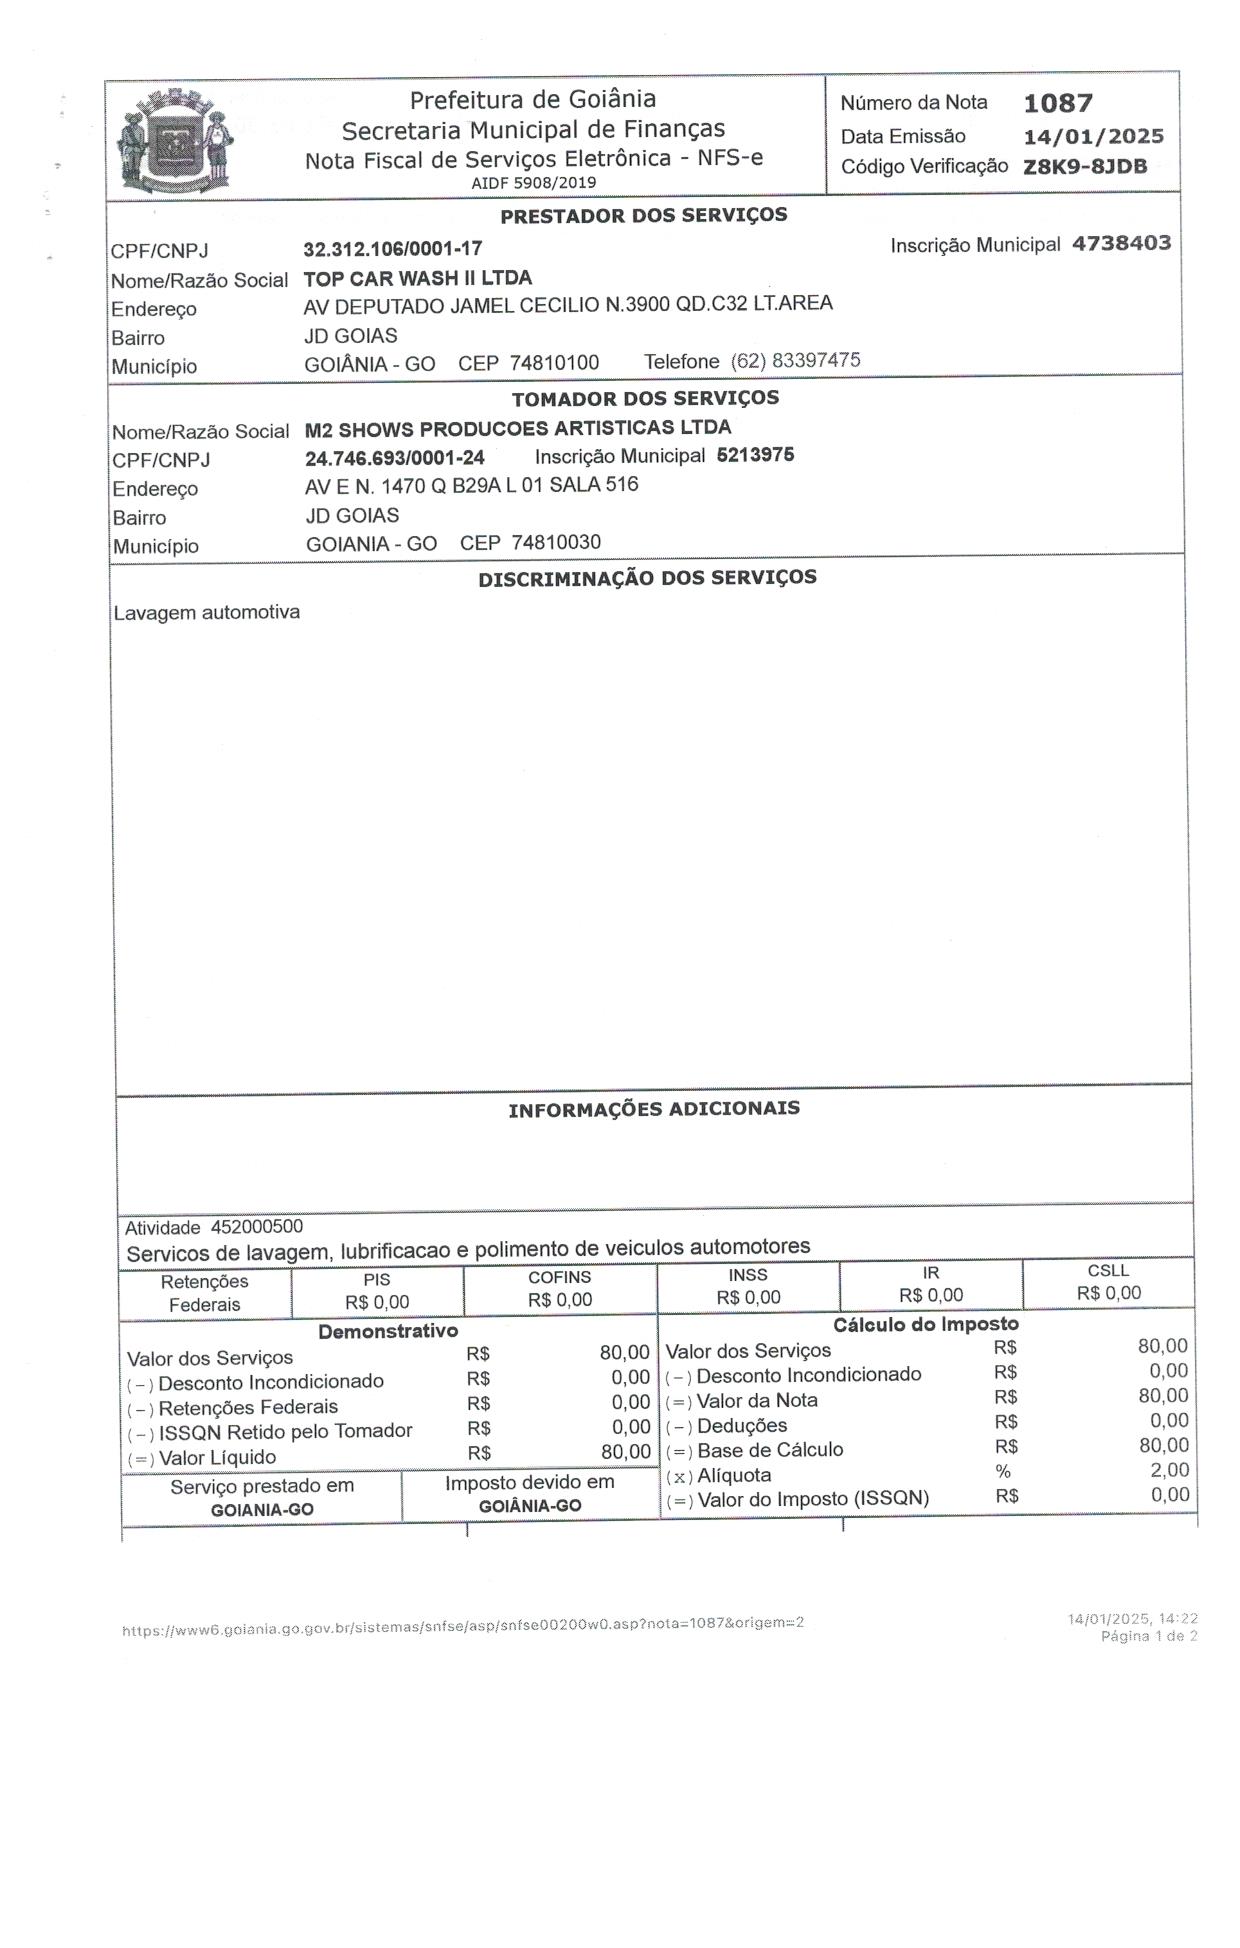 Prefeitura de Goiânia
Secretaria Municipal de Finanças
Nota Fiscal de Serviços Eletrônica - NFS-e
AIDF 5908/2019
Número da Nota 1087
Data Emissão 14/01/2025
Código Verificação Z8K9-8JDB
PRESTADOR DOS SERVIÇOS
CPF/CNPJ 32.312.106/0001-17 Inscrição Municipal 4738403
Nome/Razão Social TOP CAR WASH II LTDA
Endereço AV DEPUTADO JAMEL CECILIO N.3900 QD.C32 LT.AREA
Bairro JD GOIAS
Município GOIÂNIA - GO CEP 74810100 Telefone (62) 83397475
TOMADOR DOS SERVIÇOS
Nome/Razão Social M2 SHOWS PRODUCOES ARTISTICAS LTDA
CPF/CNPJ 24.746.693/0001-24 Inscrição Municipal 5213975
Endereço AV E N. 1470 Q B29A L 01 SALA 516
Bairro JD GOIAS
Município GOIANIA - GO CEP 74810030
DISCRIMINAÇÃO DOS SERVIÇOS
Lavagem automotiva
INFORMAÇÕES ADICIONAIS
Atividade 452000500
Servicos de lavagem, lubrificacao e polimento de veiculos automotores
Retenções Federais
PIS R$ 0,00
COFINS R$ 0,00
INSS R$ 0,00
IR R$ 0,00
CSLL R$ 0,00
Demonstrativo
Valor dos Serviços R$ 80,00
(-) Desconto Incondicionado R$ 0,00
(-) Retenções Federais R$ 0,00
(-) ISSQN Retido pelo Tomador R$ 0,00
(=) Valor Líquido R$ 80,00
Serviço prestado em
GOIANIA-GO
Imposto devido em
GOIÂNIA-GO
Cálculo do Imposto
Valor dos Serviços R$ 80,00
(-) Desconto Incondicionado R$ 0,00
(=) Valor da Nota R$ 80,00
(-) Deduções R$ 0,00
(=) Base de Cálculo R$ 80,00
(x) Alíquota % 2,00
(=) Valor do Imposto (ISSQN) R$ 0,00
https://www6.goiania.go.gov.br/sistemas/snfse/asp/snfse00200w0.asp?nota=1087&origem=2
14/01/2025, 14:22
Página 1 de 2